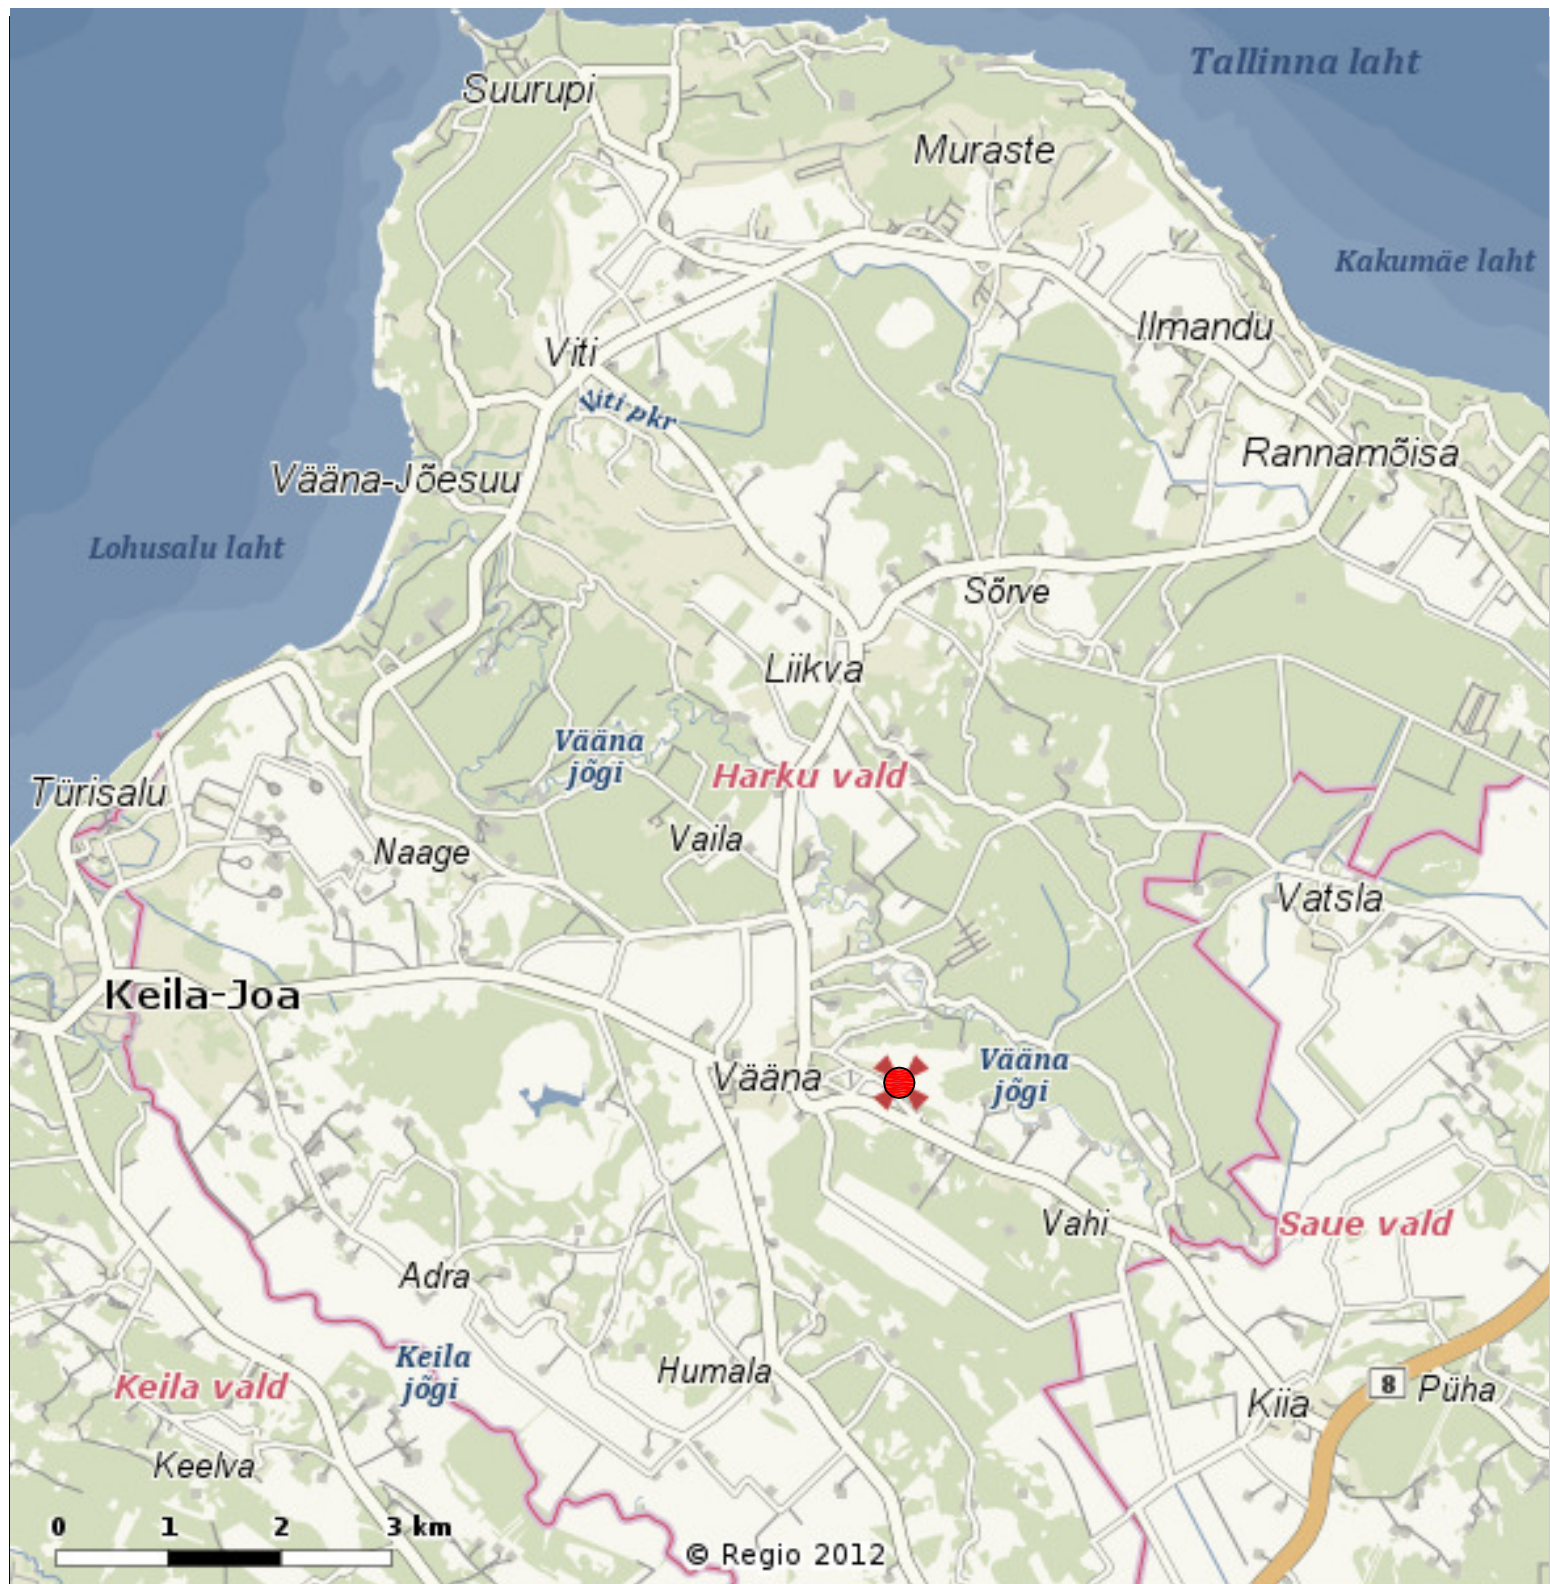 Tallinna laht
Suurupi
Muraste
Kakumäe laht
Ilmandu
Viti
Viti pkr
Rannamõisa
Vääna-Jõesuu
Lohusalu laht
Sõrve
Liikva
Vääna
jõgi
Harku vald
Türisalu
Vaila
Naage
Vatsla
Keila-Joa
Vääna
Vääna
jõgi
Vahi
Saue vald
Adra
Keila
jõgi
Humala
Keila vald
8
Püha
Kiia
Keelva
0 1 2 3 km
© Regio 2012